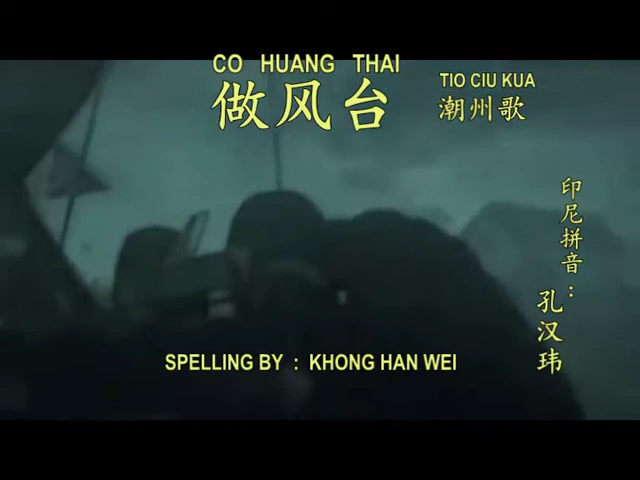 CO HUANG THAI
做风台
TIO CIU KUA
潮州歌
印尼拼音：
孔汉玮
SPELLING BY : KHONG HAN WEI